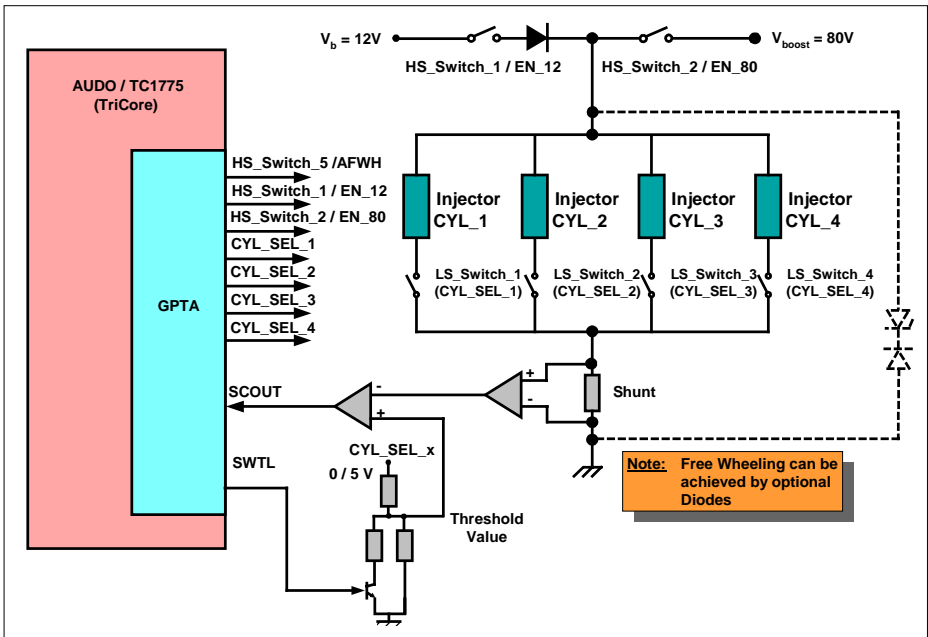 V_b = 12V
V_boost = 80V
HS_Switch_1 / EN_12
HS_Switch_2 / EN_80
AUDO / TC1775
(TriCore)
HS_Switch_5 /AFWH
HS_Switch_1 / EN_12
HS_Switch_2 / EN_80
CYL_SEL_1
CYL_SEL_2
CYL_SEL_3
CYL_SEL_4
GPTA
Injector
CYL_1
Injector
CYL_2
Injector
CYL_3
Injector
CYL_4
LS_Switch_1
(CYL_SEL_1)
LS_Switch_2
(CYL_SEL_2)
LS_Switch_3
(CYL_SEL_3)
LS_Switch_4
(CYL_SEL_4)
SCOUT
-
+
+
-
Shunt
SWTL
CYL_SEL_x
0 / 5 V
Threshold
Value
Note: Free Wheeling can be
achieved by optional
Diodes